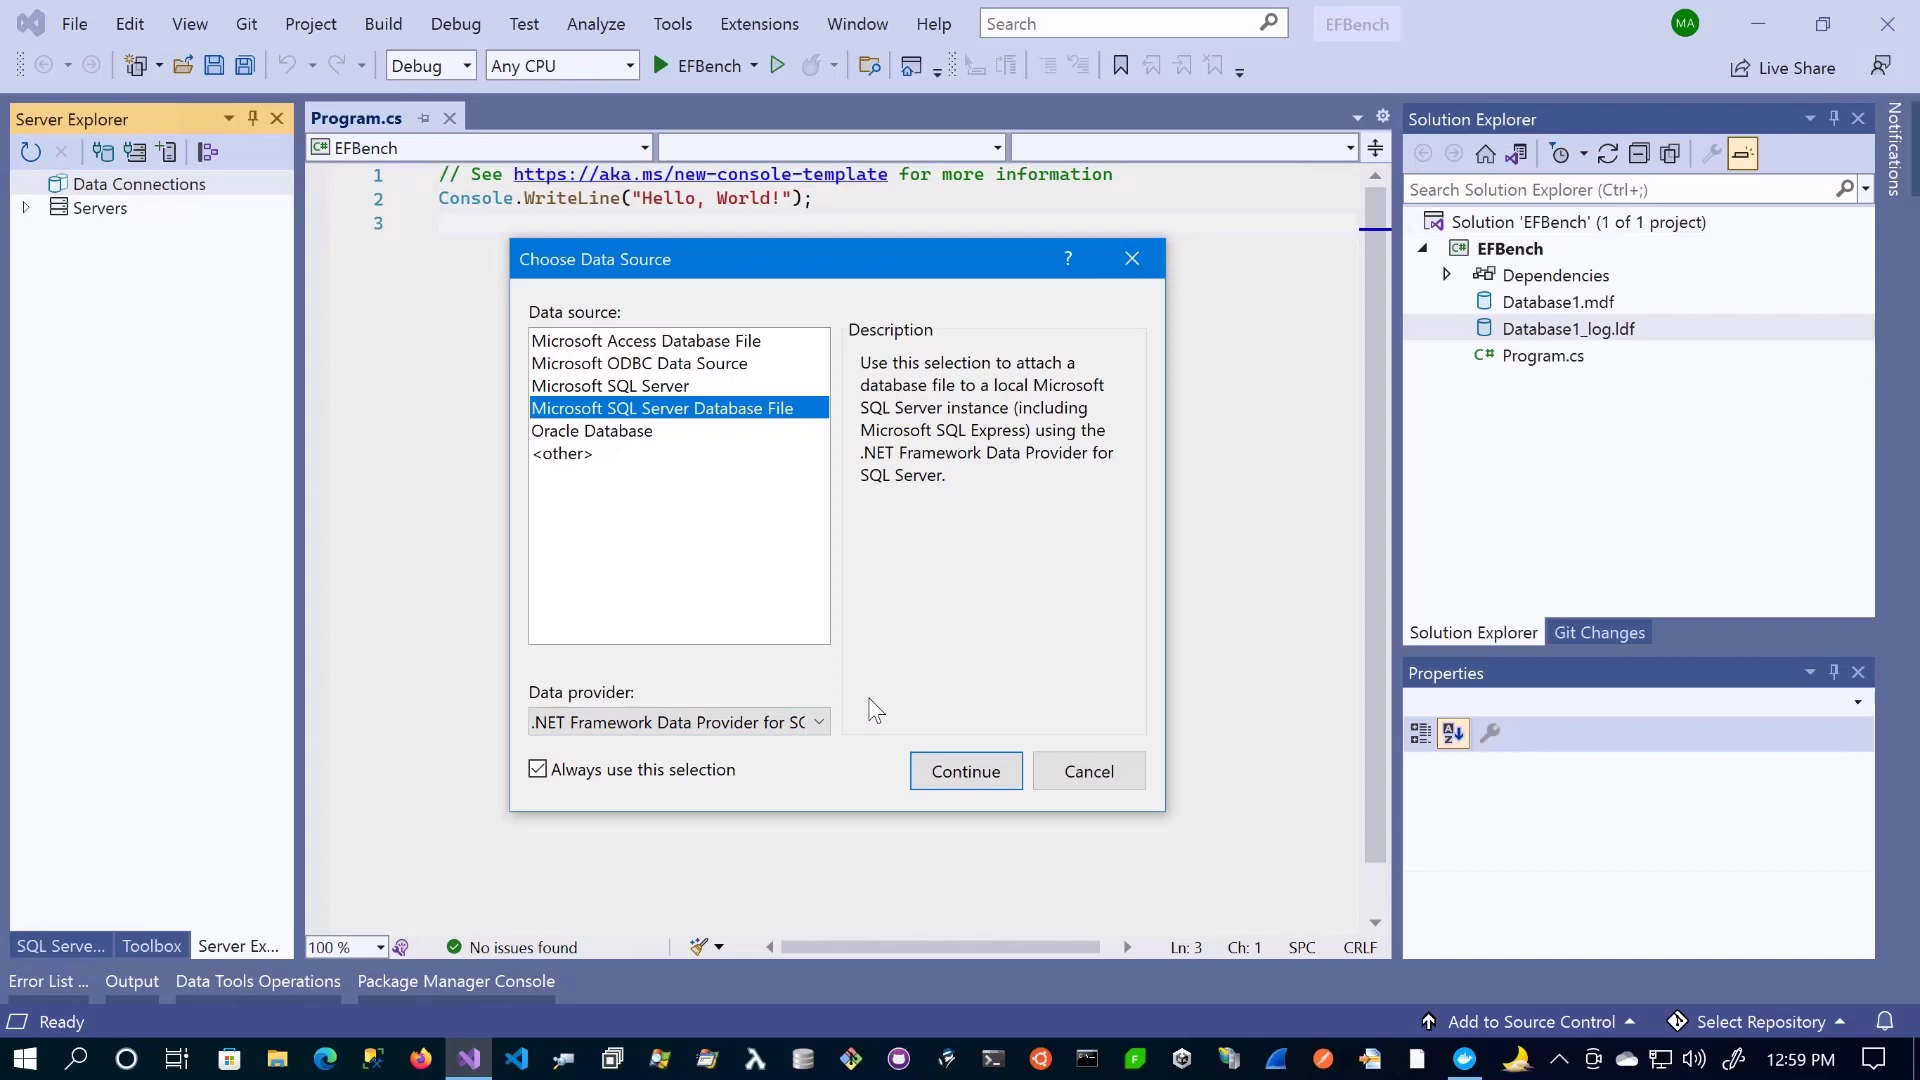 File Edit View Git Project Build Debug Test Analyze Tools Extensions Window Help Search EFBench MA
Debug Any CPU EFBench Live Share
Server Explorer
Data Connections
Servers
Program.cs
C# EFBench
1 // See https://aka.ms/new-console-template for more information
2 Console.WriteLine("Hello, World!");
3
Choose Data Source ?
Data source:
Microsoft Access Database File
Microsoft ODBC Data Source
Microsoft SQL Server
Microsoft SQL Server Database File
Oracle Database
<other>
Description
Use this selection to attach a
database file to a local Microsoft
SQL Server instance (including
Microsoft SQL Express) using the
.NET Framework Data Provider for
SQL Server.
Data provider:
.NET Framework Data Provider for SQ
Always use this selection
Continue Cancel
Solution Explorer
Search Solution Explorer (Ctrl+;)
Solution 'EFBench' (1 of 1 project)
C# EFBench
Dependencies
Database1.mdf
Database1_log.ldf
C# Program.cs
Solution Explorer Git Changes
Properties
Notifications
SQL Serve... Toolbox Server Ex...
100 % No issues found Ln: 3 Ch: 1 SPC CRLF
Error List ... Output Data Tools Operations Package Manager Console
Ready Add to Source Control Select Repository
12:59 PM